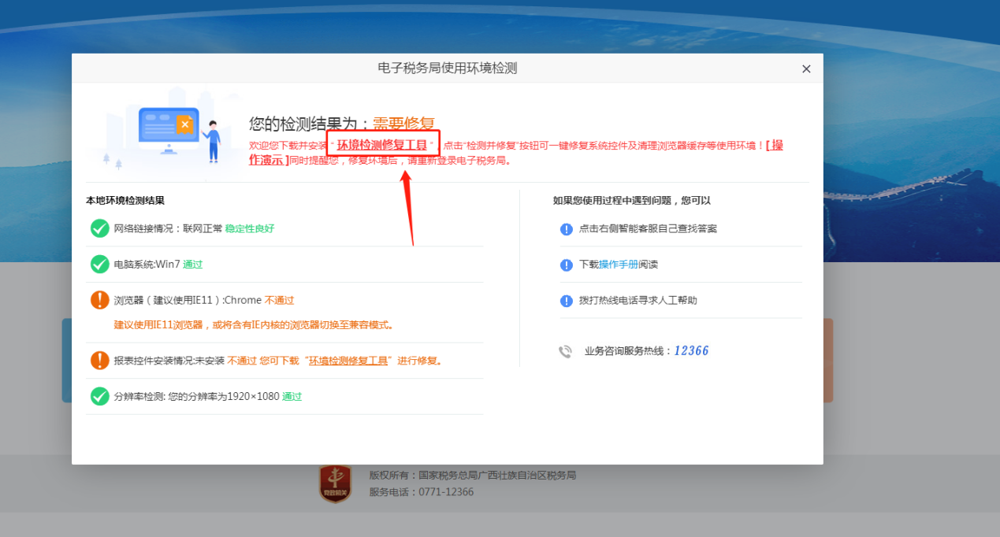 电子税务局使用环境检测
您的检测结果为：需要修复
欢迎您下载并安装“环境检测修复工具”，点击“检测并修复”按钮可一键修复系统控件及清理浏览器缓存等使用环境！[操
作演示]同时提醒您，修复环境后，请重新登录电子税务局。
本地环境检测结果
网络链接情况：联网正常 稳定性良好
电脑系统:Win7 通过
浏览器（建议使用IE11）:Chrome 不通过
建议使用IE11浏览器，或将含有IE内核的浏览器切换至兼容模式。
报表控件安装情况:未安装 不通过 您可下载“环境检测修复工具”进行修复。
分辨率检测: 您的分辨率为1920×1080 通过
如果您使用过程中遇到问题，您可以
点击右侧智能客服自己查找答案
下载操作手册阅读
拨打热线电话寻求人工帮助
业务咨询服务热线：12366
党政机关
版权所有：国家税务总局广西壮族自治区税务局
服务电话：0771-12366